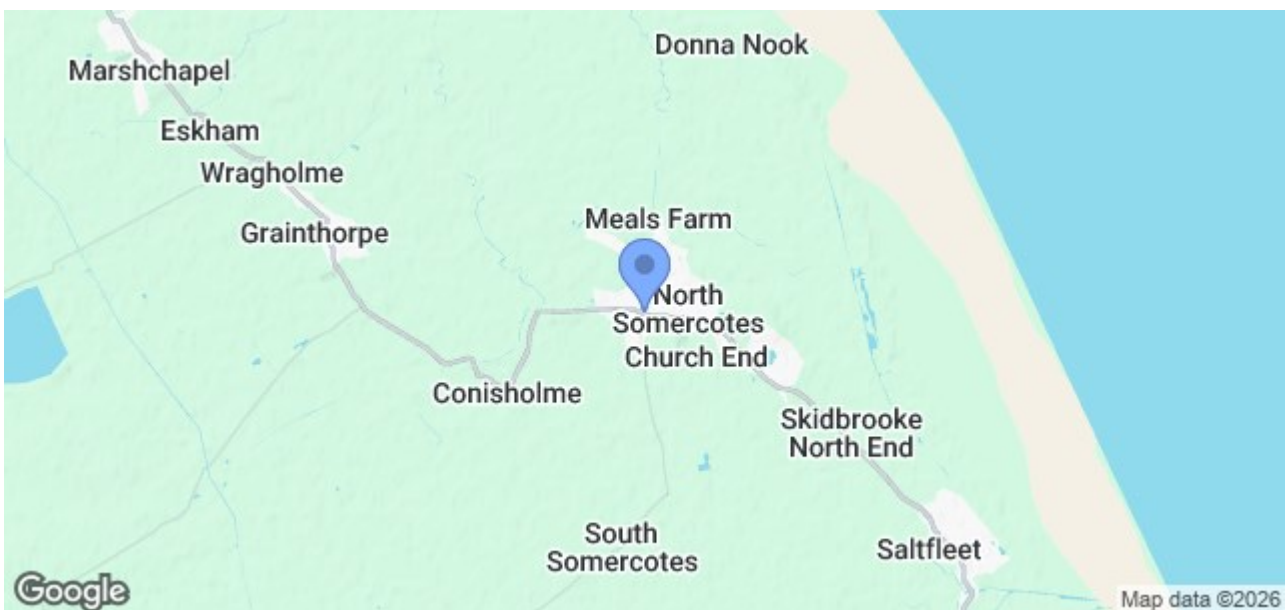 Donna Nook
Marshchapel
Eskham
Wragholme
Grainthorpe
Meals Farm
North
Somercotes
Church End
Conisholme
Skidbrooke
North End
South
Somercotes
Saltfleet
Google
Map data ©2026